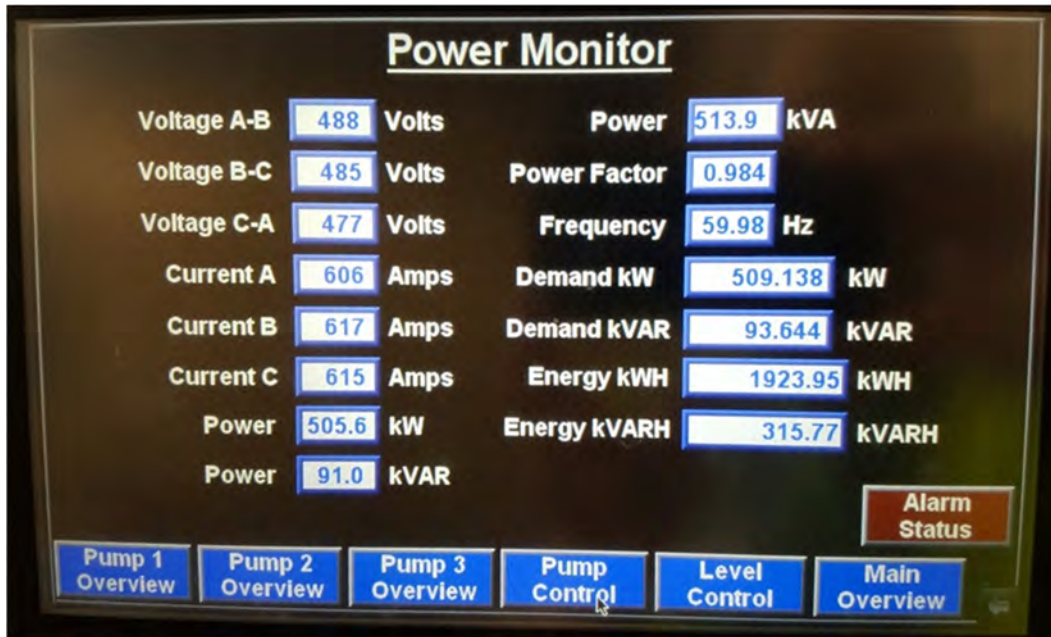 Power Monitor
Voltage A-B 488 Volts
Voltage B-C 485 Volts
Voltage C-A 477 Volts
Current A 606 Amps
Current B 617 Amps
Current C 615 Amps
Power 505.6 kW
Power 91.0 kVAR
Power 513.9 kVA
Power Factor 0.984
Frequency 59.98 Hz
Demand kW 509.138 kW
Demand kVAR 93.644 kVAR
Energy kWH 1923.95 kWH
Energy kVARH 315.77 kVARH
Alarm
Status
Pump 1
Overview
Pump 2
Overview
Pump 3
Overview
Pump
Control
Level
Control
Main
Overview